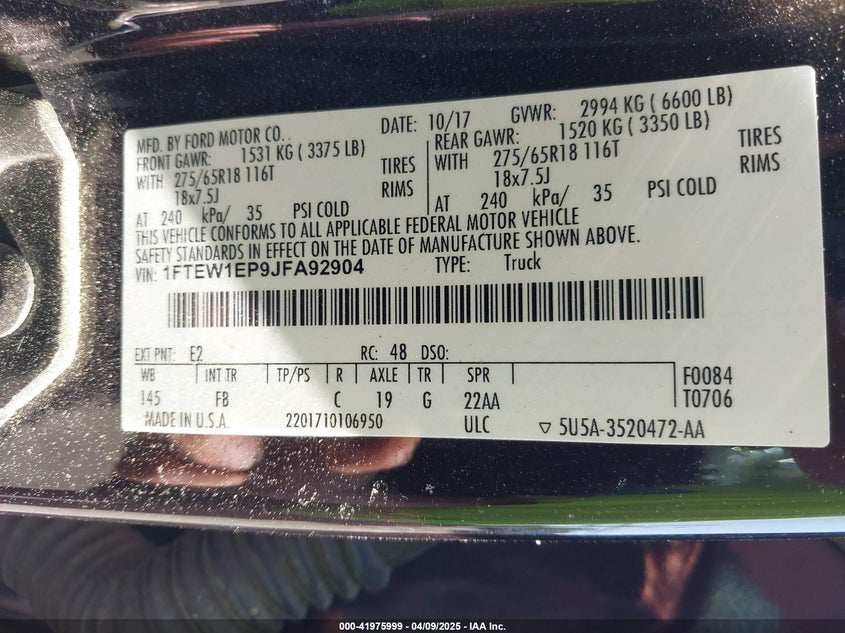 MFD. BY FORD MOTOR CO. . DATE: 10/17 GVWR: 2994 KG ( 6600 LB)
FRONT GAWR: 1531 KG ( 3375 LB) REAR GAWR: 1520 KG ( 3350 LB)
WITH 275/65R18 116T TIRES WITH 275/65R18 116T TIRES
18x7.5J RIMS 18x7.5J RIMS
AT 240 kPa/ 35 PSI COLD AT 240 kPa/ 35 PSI COLD
THIS VEHICLE CONFORMS TO ALL APPLICABLE FEDERAL MOTOR VEHICLE
SAFETY STANDARDS IN EFFECT ON THE DATE OF MANUFACTURE SHOWN ABOVE.
VIN: 1FTEW1EP9JFA92904 TYPE: Truck
EXT PNT: E2 RC: 48 DSO:
WB INT TR TP/PS R AXLE TR SPR F0084
145 FB C 19 G 22AA T0706
MADE IN U.S.A. 2201710106950 ULC ▽ 5U5A-3520472-AA
000-41975999 | 04/09/2025 – IAA Inc.